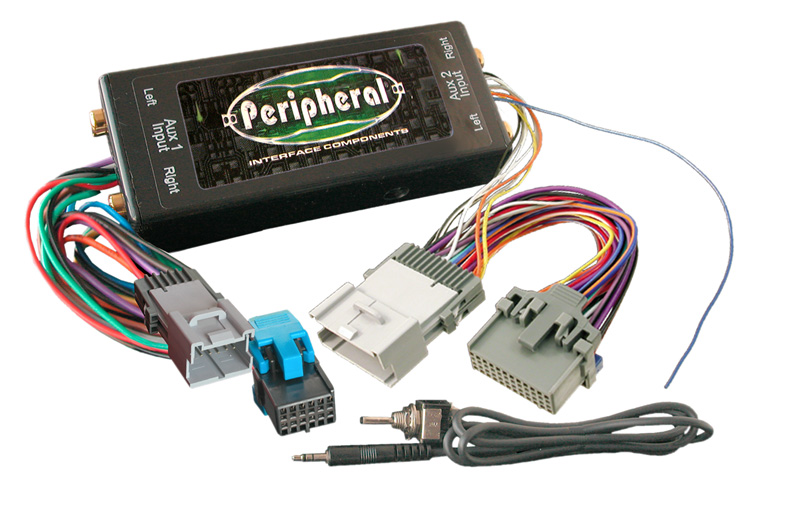 Left
Aux 1
Input
Right
Peripheral
INTERFACE COMPONENTS
Right
Aux 2
Input
Left